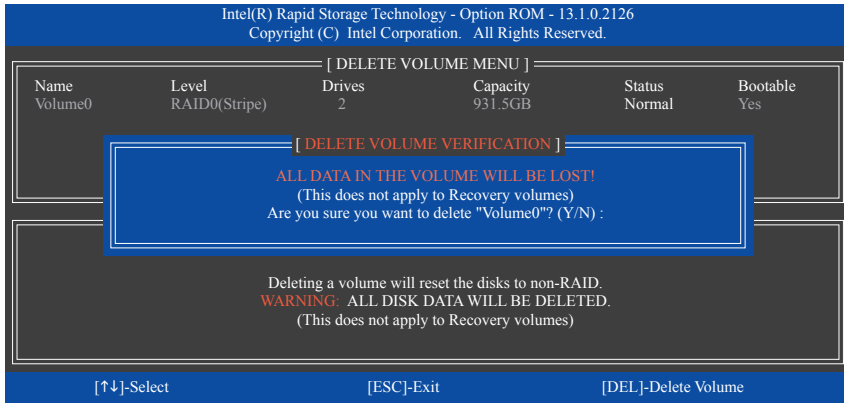 Intel(R) Rapid Storage Technology - Option ROM - 13.1.0.2126
Copyright (C) Intel Corporation. All Rights Reserved.
[ DELETE VOLUME MENU ]
Name Level Drives Capacity Status Bootable
Volume0 RAID0(Stripe) 2 931.5GB Normal Yes
[ DELETE VOLUME VERIFICATION ]
ALL DATA IN THE VOLUME WILL BE LOST!
(This does not apply to Recovery volumes)
Are you sure you want to delete "Volume0"? (Y/N) :
Deleting a volume will reset the disks to non-RAID.
WARNING: ALL DISK DATA WILL BE DELETED.
(This does not apply to Recovery volumes)
[↑↓]-Select [ESC]-Exit [DEL]-Delete Volume